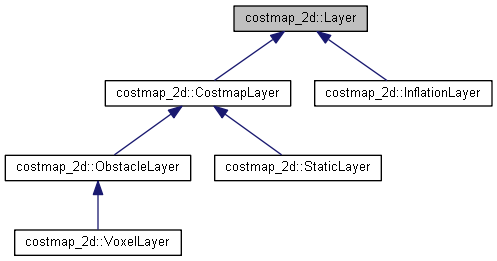 costmap_2d::Layer
costmap_2d::CostmapLayer
costmap_2d::InflationLayer
costmap_2d::ObstacleLayer
costmap_2d::StaticLayer
costmap_2d::VoxelLayer